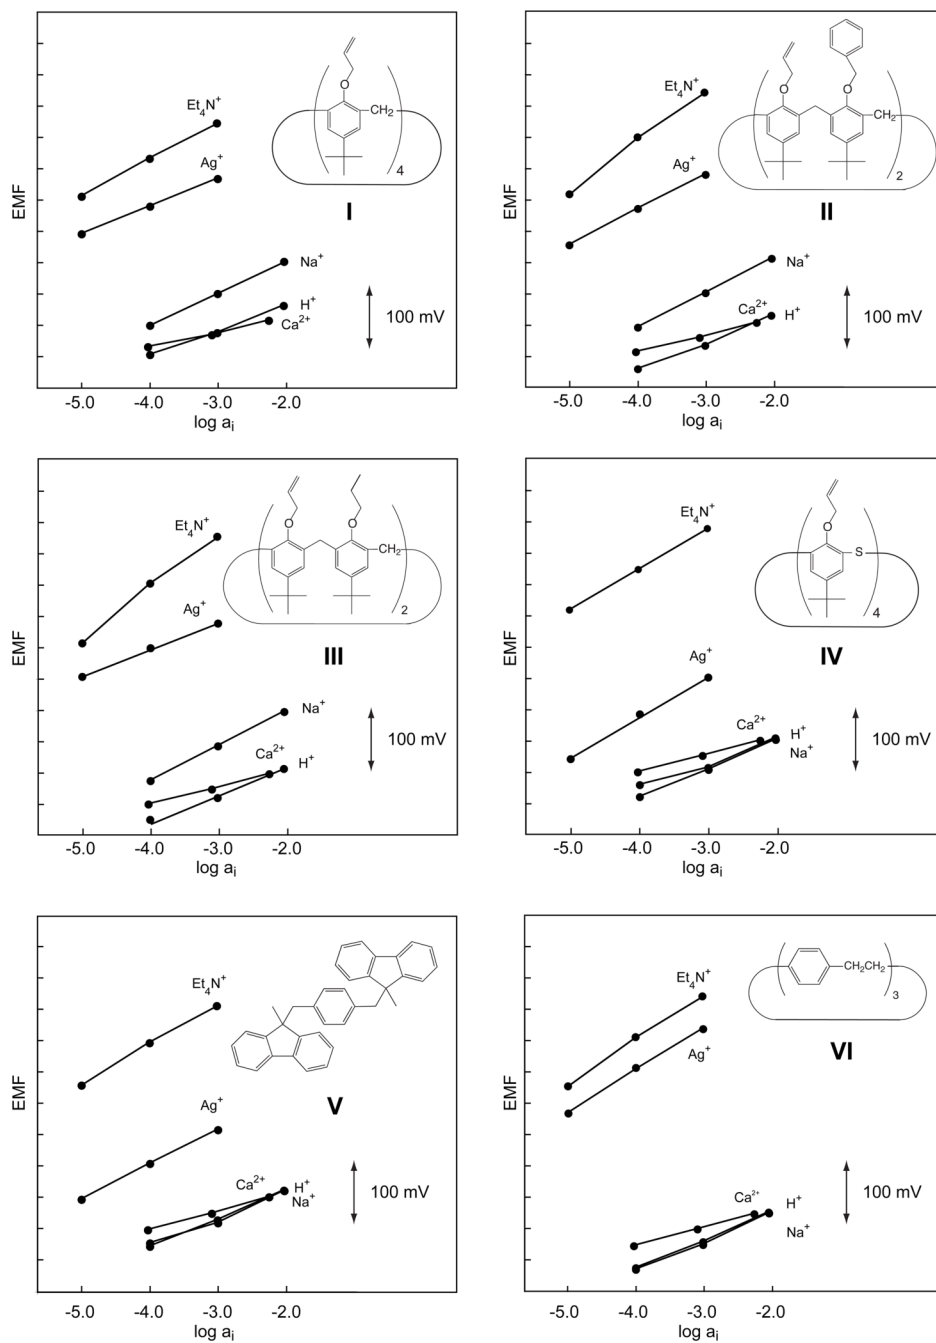 EMF
Et₄N⁺
Ag⁺
Na⁺
H⁺
Ca²⁺
O
CH₂
4
I
100 mV
-5.0 -4.0 -3.0 -2.0
log aᵢ
EMF
Et₄N⁺
Ag⁺
Na⁺
Ca²⁺
H⁺
O O
CH₂
2
II
100 mV
-5.0 -4.0 -3.0 -2.0
log aᵢ
EMF
Et₄N⁺
Ag⁺
Na⁺
Ca²⁺
H⁺
O O
CH₂
2
III
100 mV
-5.0 -4.0 -3.0 -2.0
log aᵢ
EMF
Et₄N⁺
Ag⁺
Ca²⁺
H⁺
Na⁺
O
S
4
IV
100 mV
-5.0 -4.0 -3.0 -2.0
log aᵢ
EMF
Et₄N⁺
Ag⁺
Ca²⁺
H⁺
Na⁺
V
100 mV
-5.0 -4.0 -3.0 -2.0
log aᵢ
EMF
Et₄N⁺
Ag⁺
Ca²⁺
H⁺
Na⁺
CH₂CH₂
3
VI
100 mV
-5.0 -4.0 -3.0 -2.0
log aᵢ